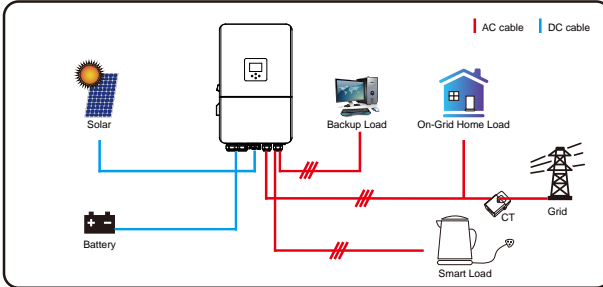 AC cable
DC cable
Solar
Backup Load
On-Grid Home Load
CT
Grid
Battery
Smart Load